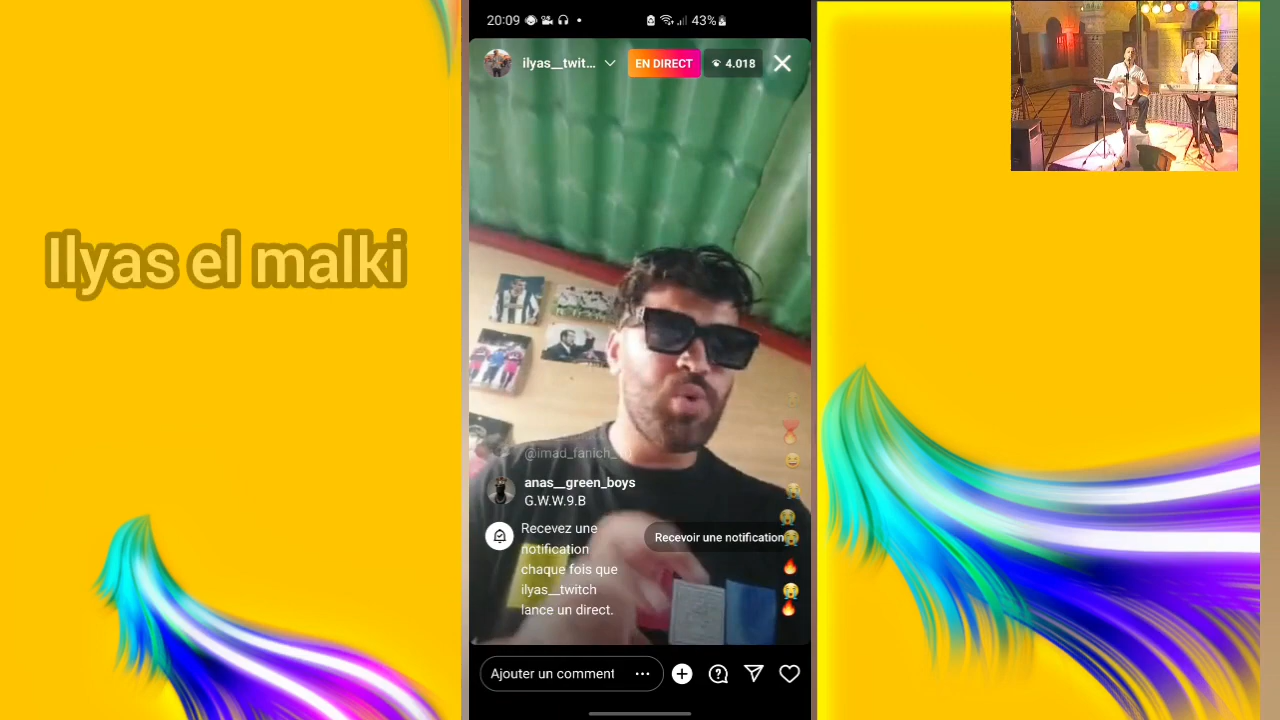 20:09
43%
ilyas__twit...
EN DIRECT
4.018
Ilyas el malki
@imad_fanich_
anas__green_boys
G.W.W.9.B
Recevez une
notification
chaque fois que
ilyas__twitch
lance un direct.
Recevoir une notification
Ajouter un comment